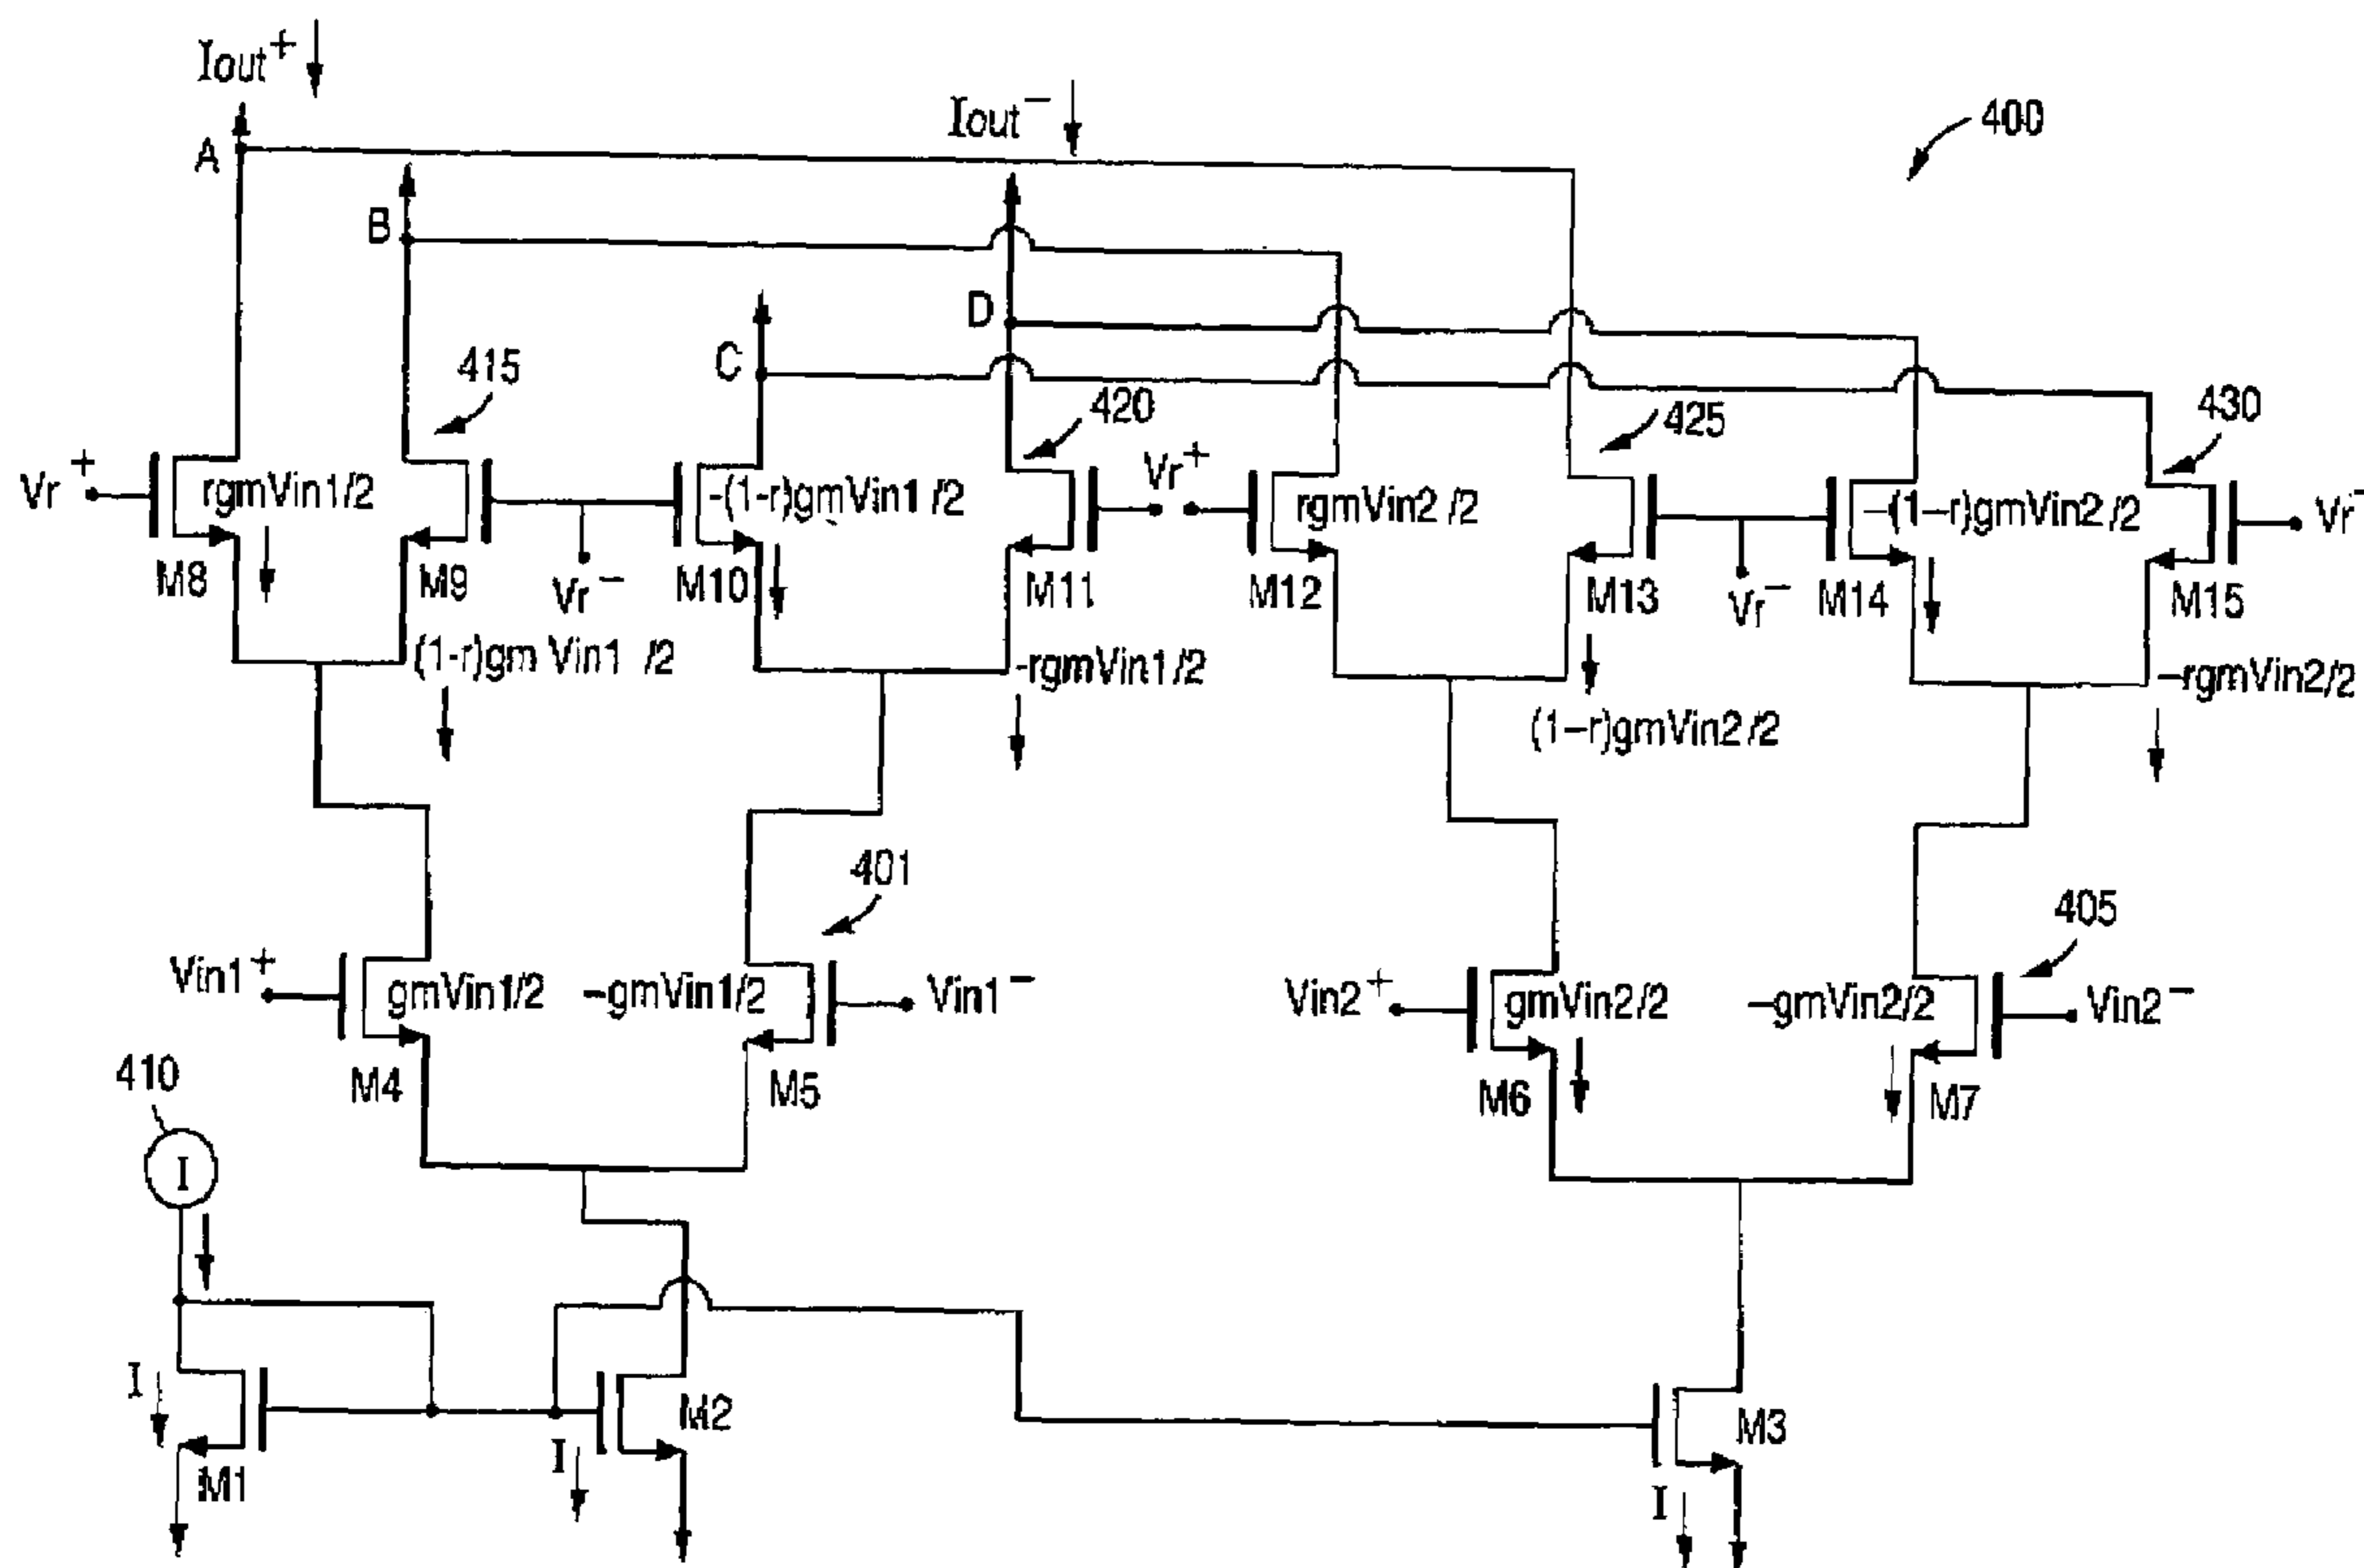 Iout+
Iout−
400
A
B
D
C
415
420
425
430
Vr+
rgmVin1/2
-(1-r)gmVin1/2
Vr+
rgmVin2/2
−(1−r)gmVin2/2
Vr−
M8
M9
Vr−
M10
M11
M12
M13
Vr−
M14
M15
(1-r)gm Vin1/2
-rgmVin1/2
(1−r)gmVin2/2
−rgmVin2/2
401
405
Vin1+
gmVin1/2
−gmVin1/2
Vin1−
Vin2+
gmVin2/2
−gmVin2/2
Vin2−
410
M4
M5
M6
M7
I
I
M1
M2
I
M3
I